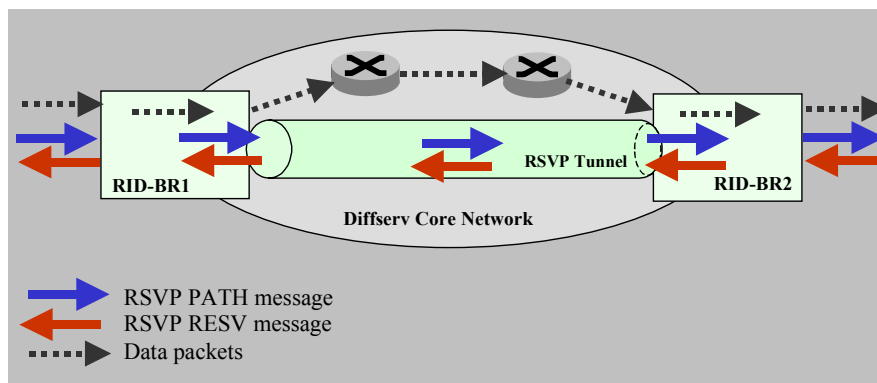 RSVP Tunnel
RID-BR1
RID-BR2
Diffserv Core Network
RSVP PATH message
RSVP RESV message
Data packets